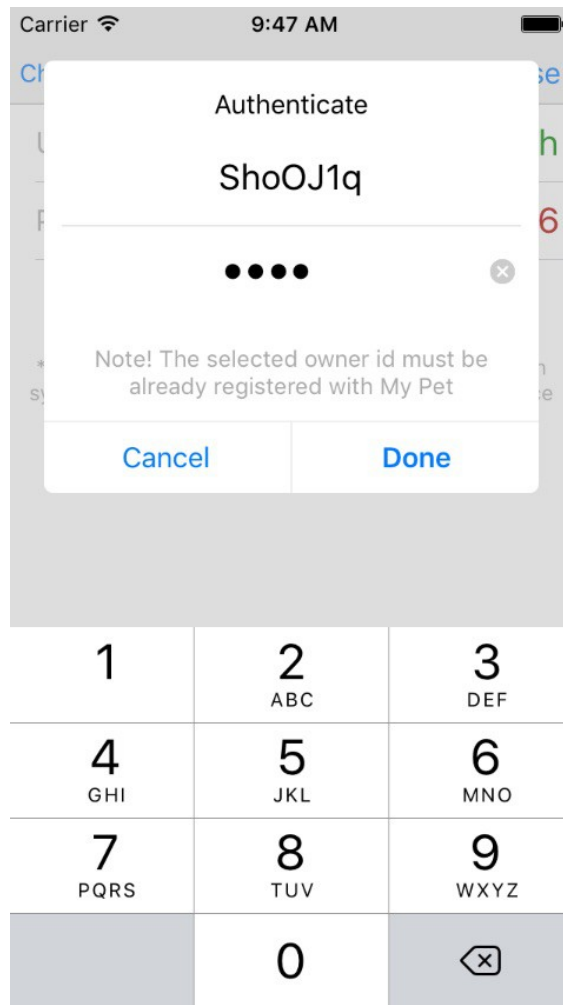 Carrier 9:47 AM
Authenticate
ShoOJ1q
••••
Note! The selected owner id must be
already registered with My Pet
Cancel Done
1 2 3
ABC DEF
4 5 6
GHI JKL MNO
7 8 9
PQRS TUV WXYZ
0